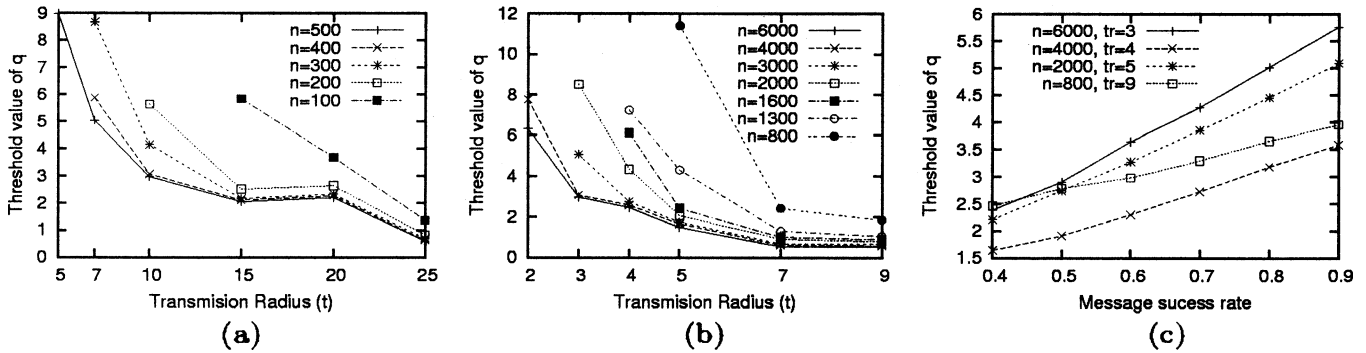 Threshold value of q
9
8
7
6
5
4
3
2
1
0
n=500
n=400
n=300
n=200
n=100
5 7 10 15 20 25
Transmision Radius (t)
(a)
Threshold value of q
12
10
8
6
4
2
0
n=6000
n=4000
n=3000
n=2000
n=1600
n=1300
n=800
2 3 4 5 7 9
Transmision Radius (t)
(b)
Threshold value of q
6
5.5
5
4.5
4
3.5
3
2.5
2
1.5
n=6000, tr=3
n=4000, tr=4
n=2000, tr=5
n=800, tr=9
0.4 0.5 0.6 0.7 0.8 0.9
Message sucess rate
(c)